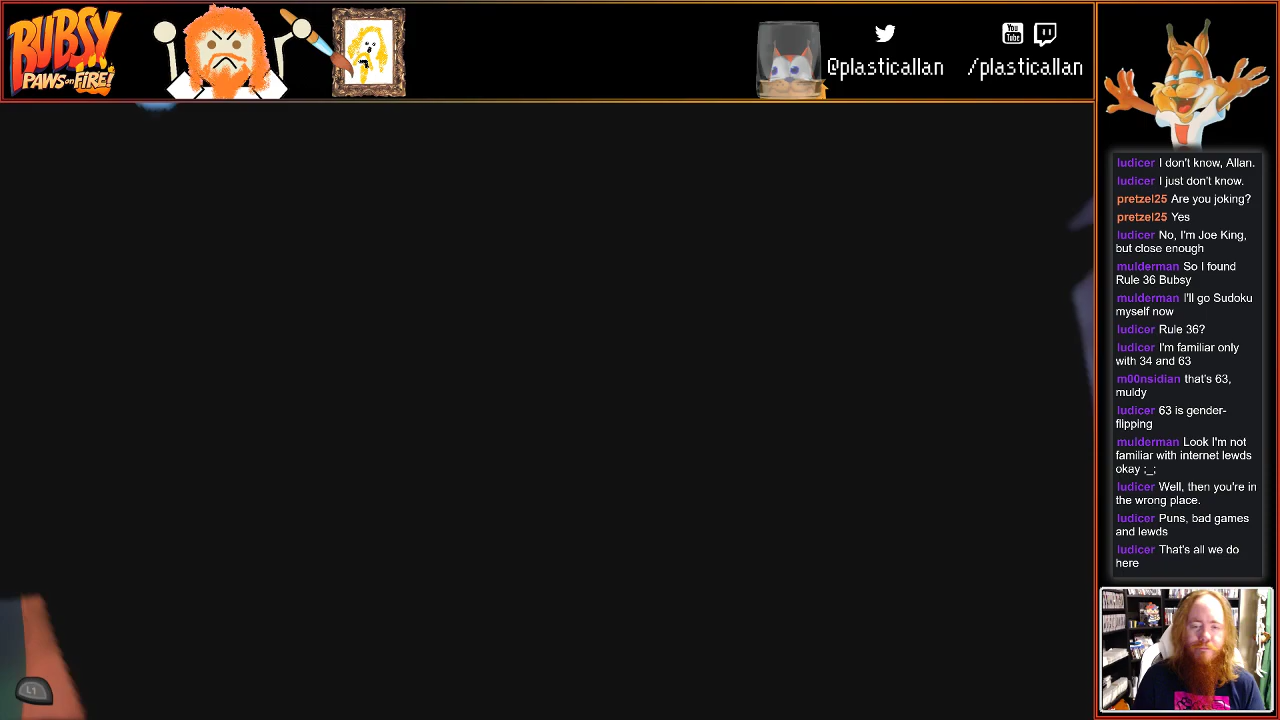 BUBSY
PAWS on FIRE!
@plasticallan
You
Tube
/plasticallan
ludicer I don't know, Allan.
ludicer I just don't know.
pretzel25 Are you joking?
pretzel25 Yes
ludicer No, I'm Joe King,
but close enough
mulderman So I found
Rule 36 Bubsy
mulderman I'll go Sudoku
myself now
ludicer Rule 36?
ludicer I'm familiar only
with 34 and 63
m00nsidian that's 63,
muldy
ludicer 63 is gender-
flipping
mulderman Look I'm not
familiar with internet lewds
okay ;_;
ludicer Well, then you're in
the wrong place.
ludicer Puns, bad games
and lewds
ludicer That's all we do
here
L1